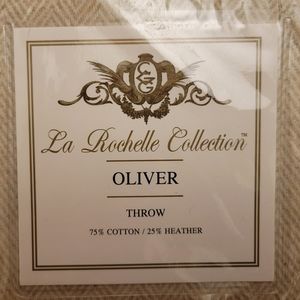 La Rochelle Collection™
OLIVER
THROW
75% COTTON / 25% HEATHER